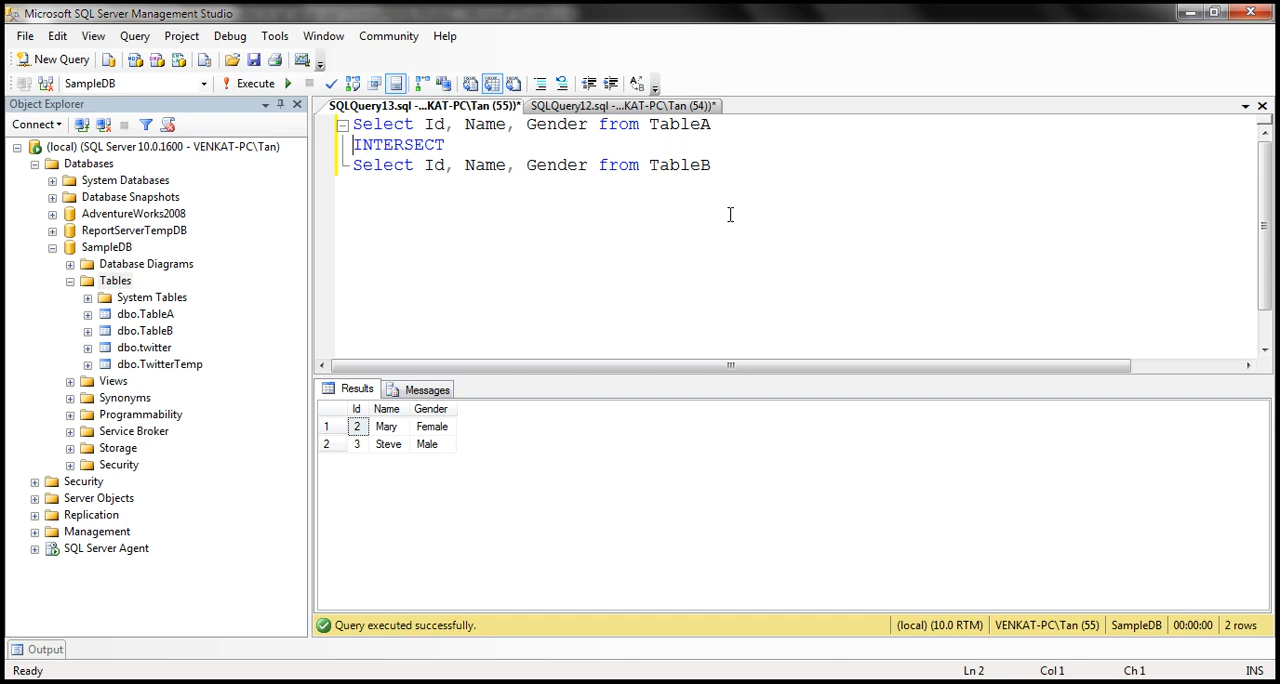 Microsoft SQL Server Management Studio
File Edit View Query Project Debug Tools Window Community Help
New Query
SampleDB Execute
Object Explorer
SQLQuery13.sql -...KAT-PC\Tan (55))* SQLQuery12.sql -...KAT-PC\Tan (54))*
Connect
(local) (SQL Server 10.0.1600 - VENKAT-PC\Tan)
Databases
System Databases
Database Snapshots
AdventureWorks2008
ReportServerTempDB
SampleDB
Database Diagrams
Tables
System Tables
dbo.TableA
dbo.TableB
dbo.twitter
dbo.TwitterTemp
Views
Synonyms
Programmability
Service Broker
Storage
Security
Security
Server Objects
Replication
Management
SQL Server Agent
Select Id, Name, Gender from TableA
INTERSECT
Select Id, Name, Gender from TableB
Results Messages
Id Name Gender
1 2 Mary Female
2 3 Steve Male
Query executed successfully. (local) (10.0 RTM) VENKAT-PC\Tan (55) SampleDB 00:00:00 2 rows
Output
Ready Ln 2 Col 1 Ch 1 INS